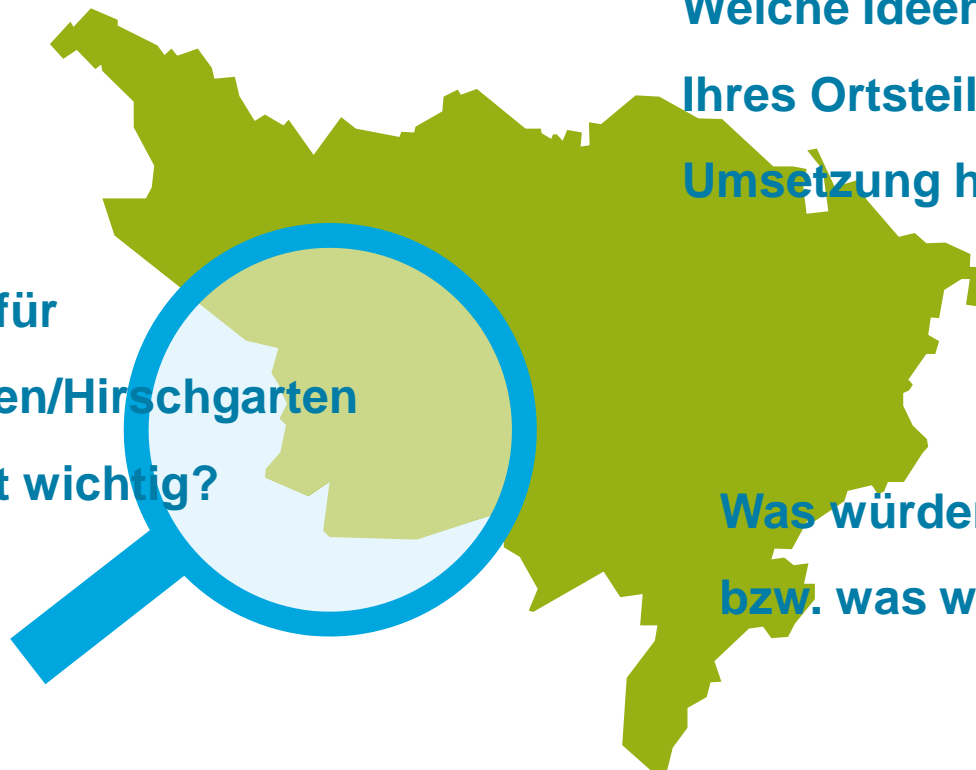 Welche Ideen
Ihres Ortsteil
Umsetzung h
für
en/Hirschgarten
t wichtig?
Was würden
bzw. was w